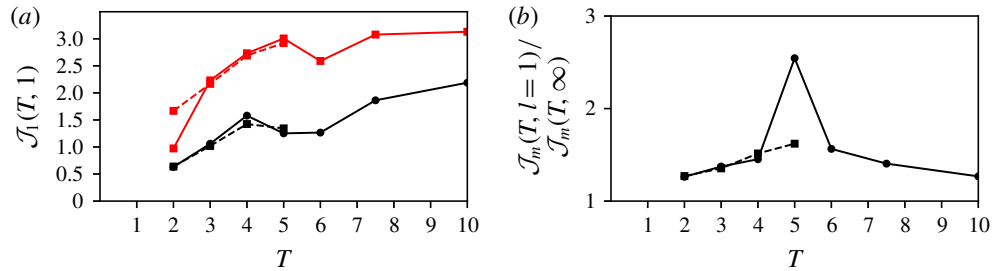 (a)
𝒥₁(T, 1)
3.0
2.5
2.0
1.5
1.0
0.5
0
1 2 3 4 5 6 7 8 9 10
T
(b)
𝒥ₘ(T, l = 1) /
𝒥ₘ(T, ∞)
3
2
1
1 2 3 4 5 6 7 8 9 10
T